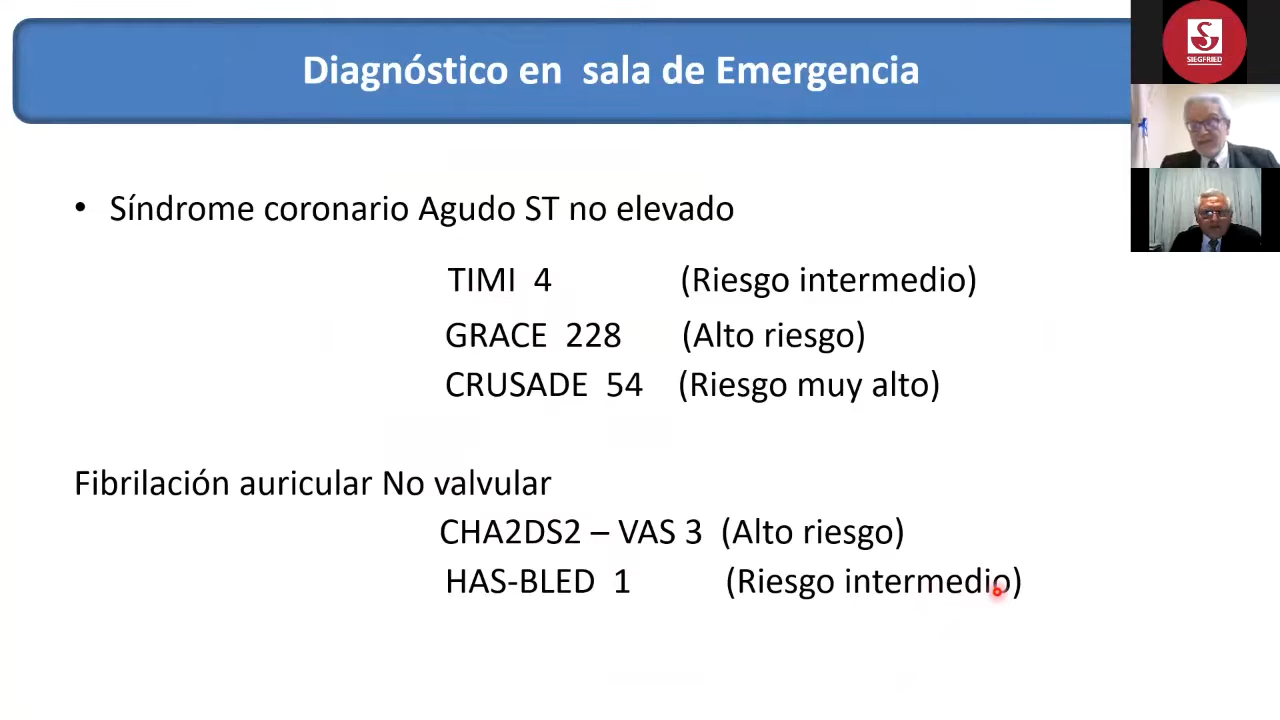 Diagnóstico en sala de Emergencia
SIEGFRIED
• Síndrome coronario Agudo ST no elevado
TIMI 4 (Riesgo intermedio)
GRACE 228 (Alto riesgo)
CRUSADE 54 (Riesgo muy alto)
Fibrilación auricular No valvular
CHA2DS2 – VAS 3 (Alto riesgo)
HAS-BLED 1 (Riesgo intermedio)